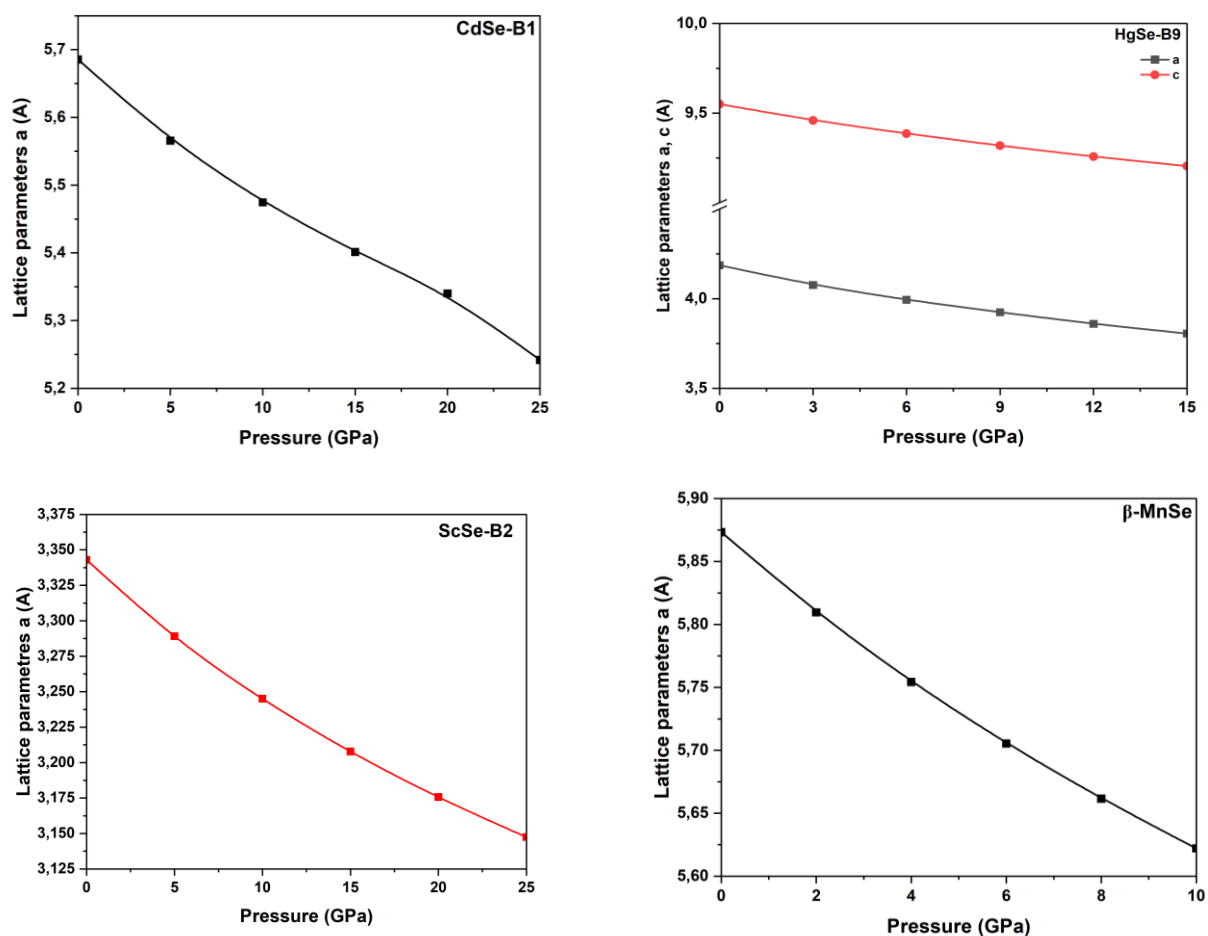 CdSe-B1
Lattice parameters a (A)
5,7
5,6
5,5
5,4
5,3
5,2
0 5 10 15 20 25
Pressure (GPa)
HgSe-B9
a
c
Lattice parameters a, c (A)
10,0
9,5
4,0
3,5
0 3 6 9 12 15
Pressure (GPa)
ScSe-B2
Lattice parametres a (A)
3,375
3,350
3,325
3,300
3,275
3,250
3,225
3,200
3,175
3,150
3,125
0 5 10 15 20 25
Pressure (GPa)
β-MnSe
Lattice parameters a (A)
5,90
5,85
5,80
5,75
5,70
5,65
5,60
0 2 4 6 8 10
Pressure (GPa)